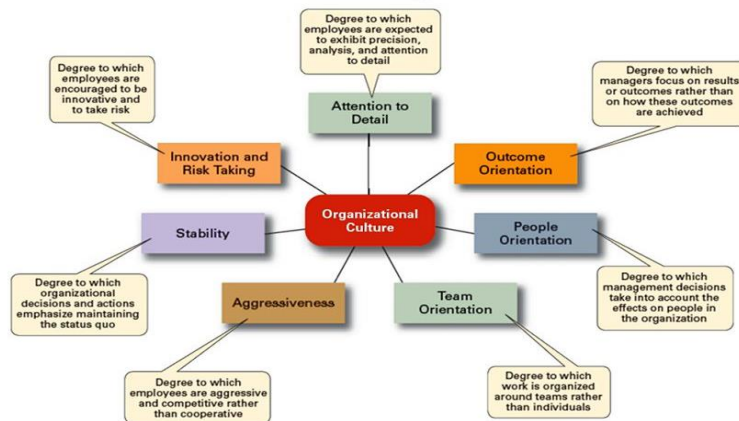 Degree to which
employees are expected
to exhibit precision,
analysis, and attention
to detail
Attention to
Detail
Degree to which
managers focus on results
or outcomes rather than
on how these outcomes
are achieved
Outcome
Orientation
People
Orientation
Degree to which
management decisions
take into account the
effects on people in
the organization
Team
Orientation
Degree to which
work is organized
around teams rather
than individuals
Aggressiveness
Degree to which
employees are aggressive
and competitive rather
than cooperative
Stability
Degree to which
organizational
decisions and actions
emphasize maintaining
the status quo
Innovation and
Risk Taking
Degree to which
employees are
encouraged to be
innovative and
to take risk
Organizational
Culture